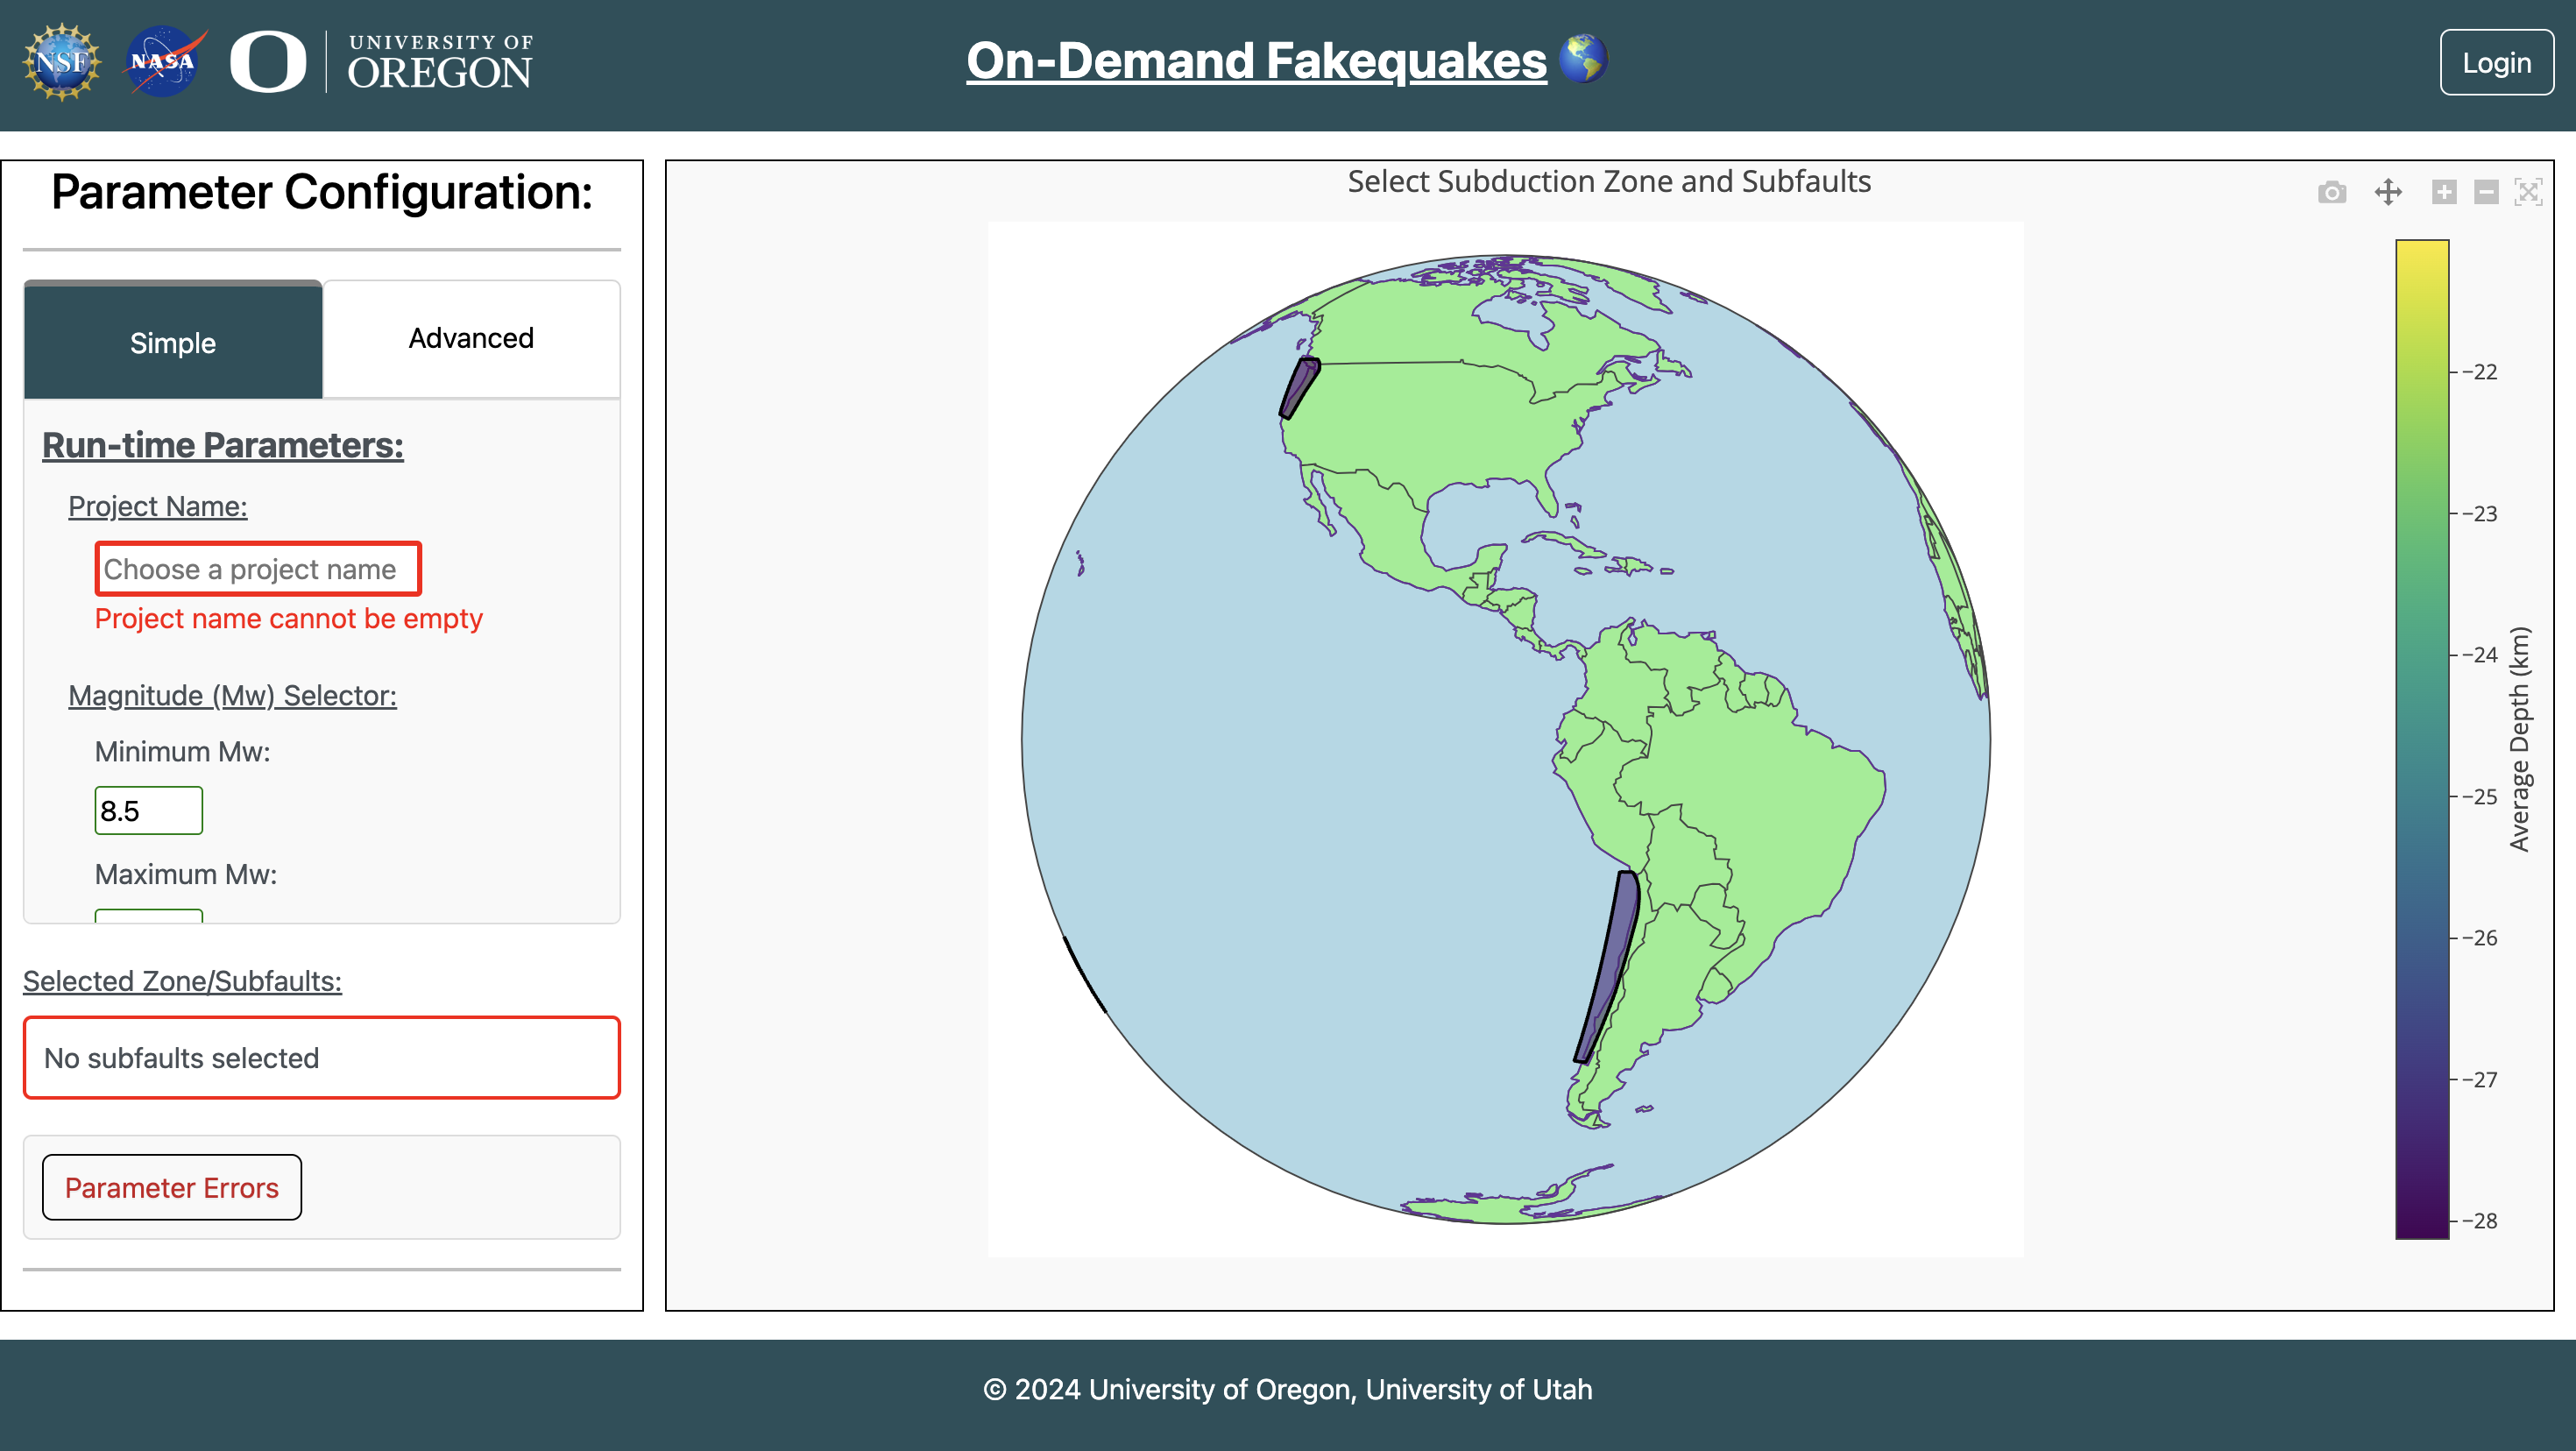 NSF
NASA
UNIVERSITY OF
OREGON
On-Demand Fakequakes
Login
Parameter Configuration:
Simple
Advanced
Run-time Parameters:
Project Name:
Choose a project name
Project name cannot be empty
Magnitude (Mw) Selector:
Minimum Mw:
8.5
Maximum Mw:
Selected Zone/Subfaults:
No subfaults selected
Parameter Errors
Select Subduction Zone and Subfaults
−22
−23
−24
−25
−26
−27
−28
Average Depth (km)
© 2024 University of Oregon, University of Utah